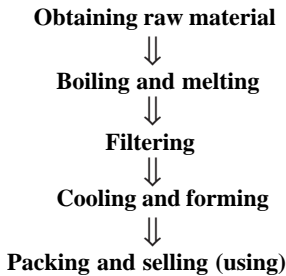 Obtaining raw material
⇓
Boiling and melting
⇓
Filtering
⇓
Cooling and forming
⇓
Packing and selling (using)